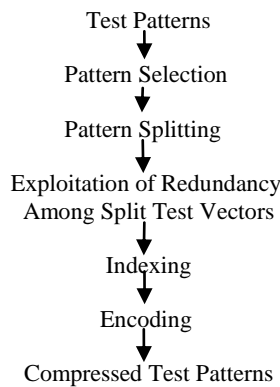 Test Patterns
Pattern Selection
Pattern Splitting
Exploitation of Redundancy
Among Split Test Vectors
Indexing
Encoding
Compressed Test Patterns